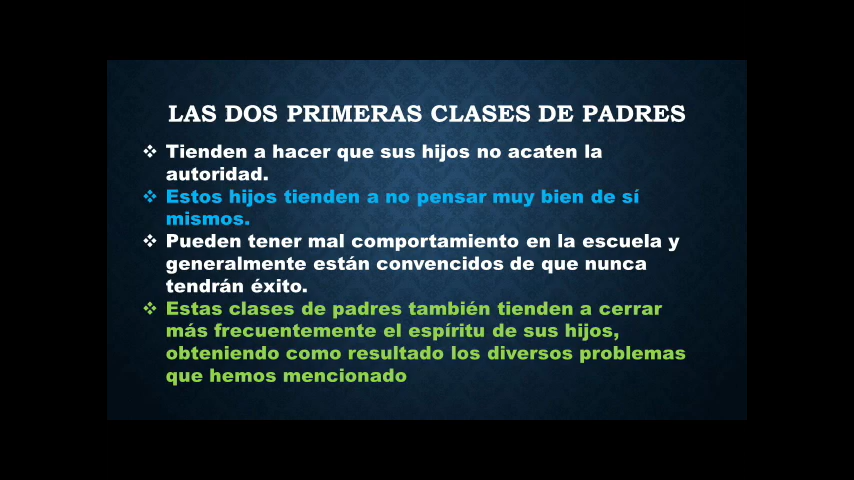 LAS DOS PRIMERAS CLASES DE PADRES
❖ Tienden a hacer que sus hijos no acaten la
autoridad.
❖ Estos hijos tienden a no pensar muy bien de sí
mismos.
❖ Pueden tener mal comportamiento en la escuela y
generalmente están convencidos de que nunca
tendrán éxito.
❖ Estas clases de padres también tienden a cerrar
más frecuentemente el espíritu de sus hijos,
obteniendo como resultado los diversos problemas
que hemos mencionado